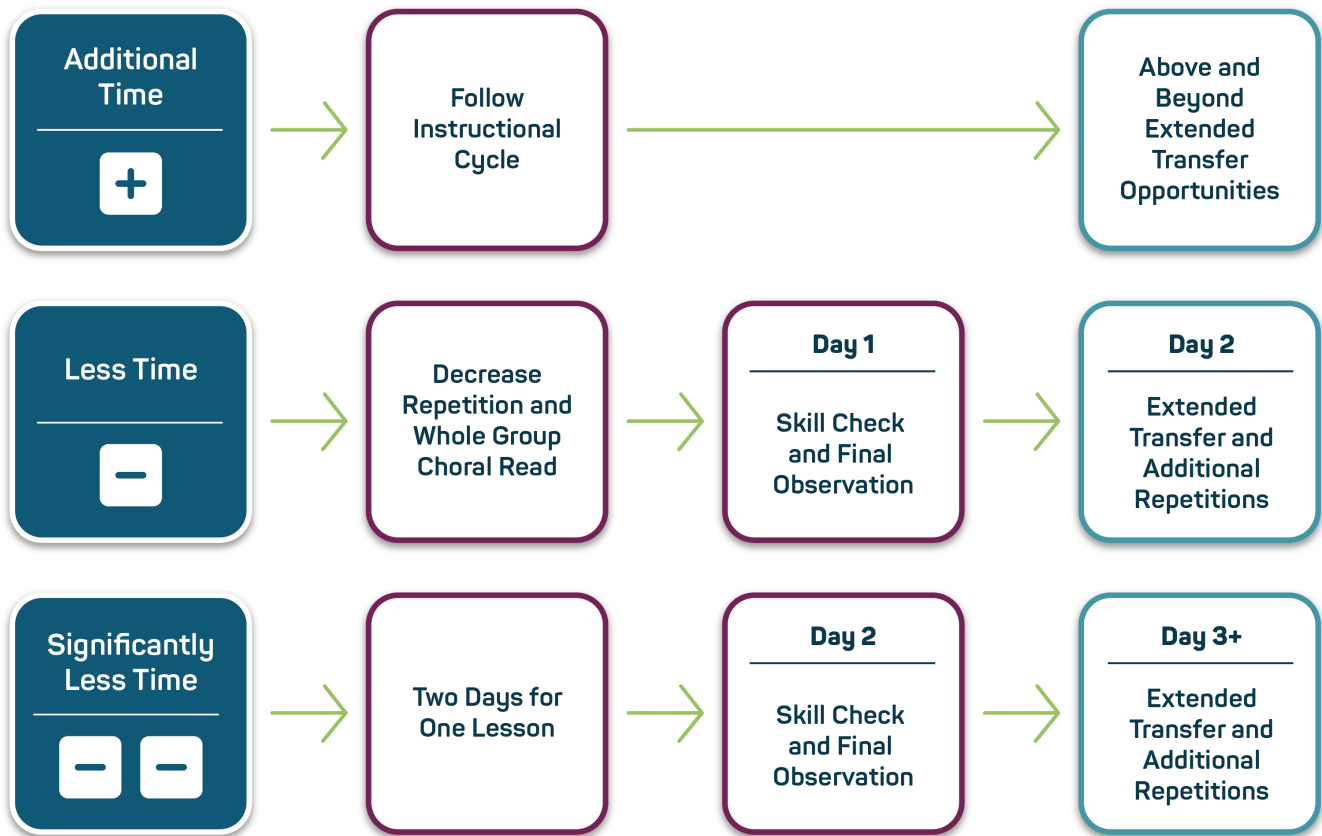 Additional
Time
+
Follow
Instructional
Cycle
Above and
Beyond
Extended
Transfer
Opportunities
Less Time
−
Decrease
Repetition and
Whole Group
Choral Read
Day 1
Skill Check
and Final
Observation
Day 2
Extended
Transfer and
Additional
Repetitions
Significantly
Less Time
− −
Two Days for
One Lesson
Day 2
Skill Check
and Final
Observation
Day 3+
Extended
Transfer and
Additional
Repetitions